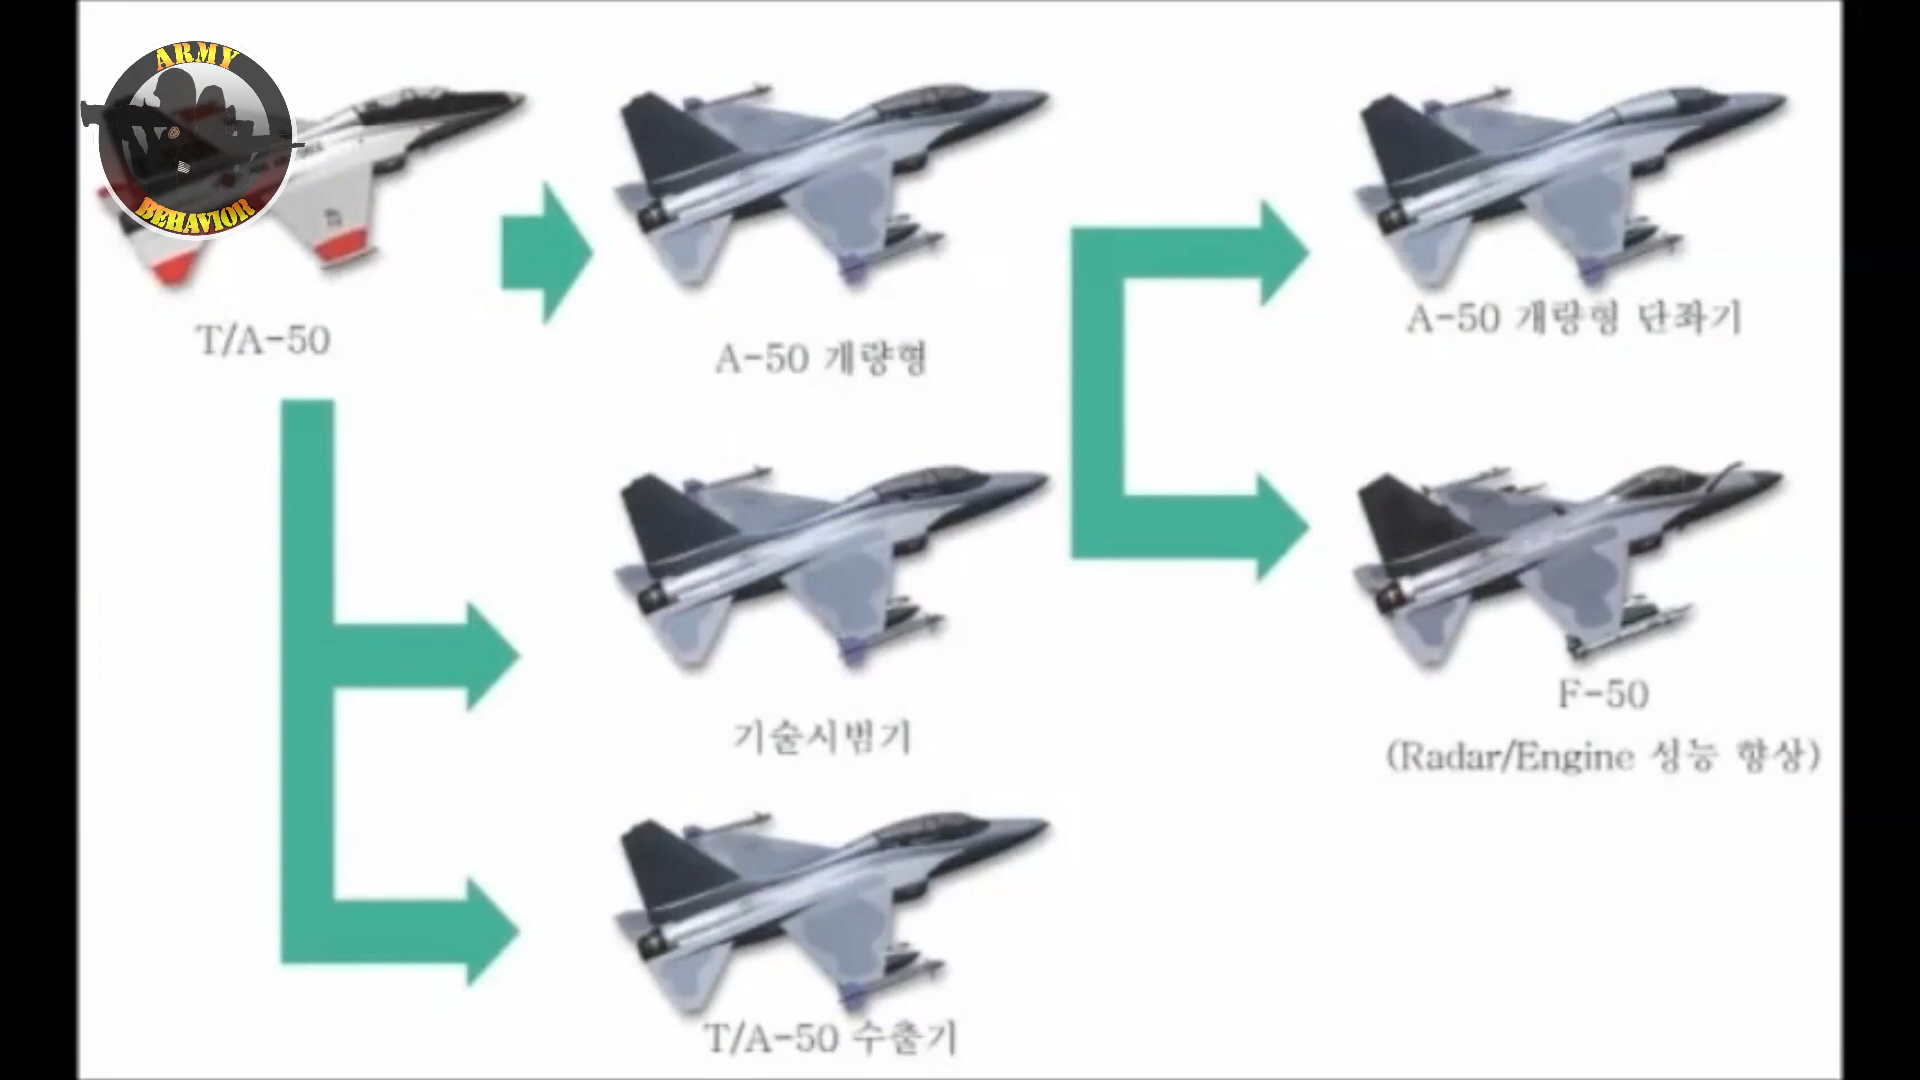 ARMY
BEHAVIOR
T/A-50
A-50 개량형
A-50 개량형 단좌기
기술시범기
F-50
(Radar/Engine 성능 향상)
T/A-50 수출기